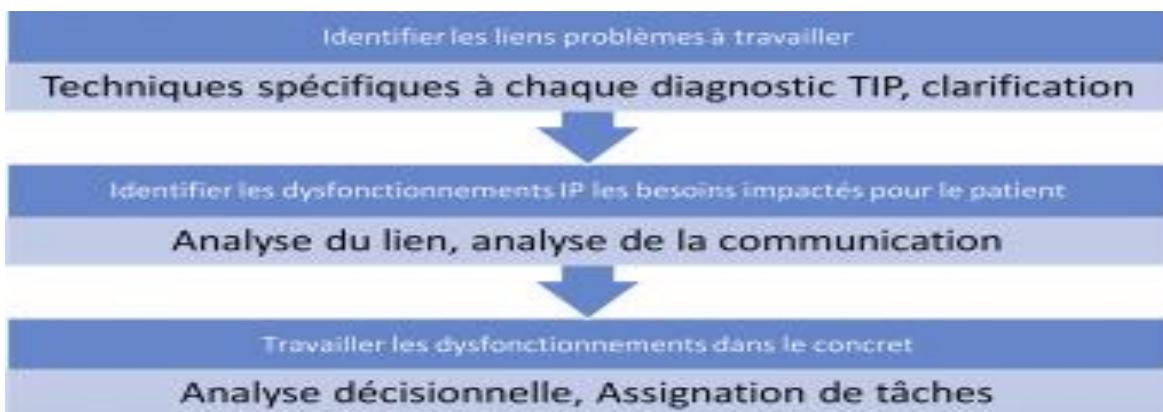 Identifier les liens problèmes à travailler
Techniques spécifiques à chaque diagnostic TIP, clarification
Identifier les dysfonctionnements IP les besoins impactés pour le patient
Analyse du lien, analyse de la communication
Travailler les dysfonctionnements dans le concret
Analyse décisionnelle, Assignation de tâches